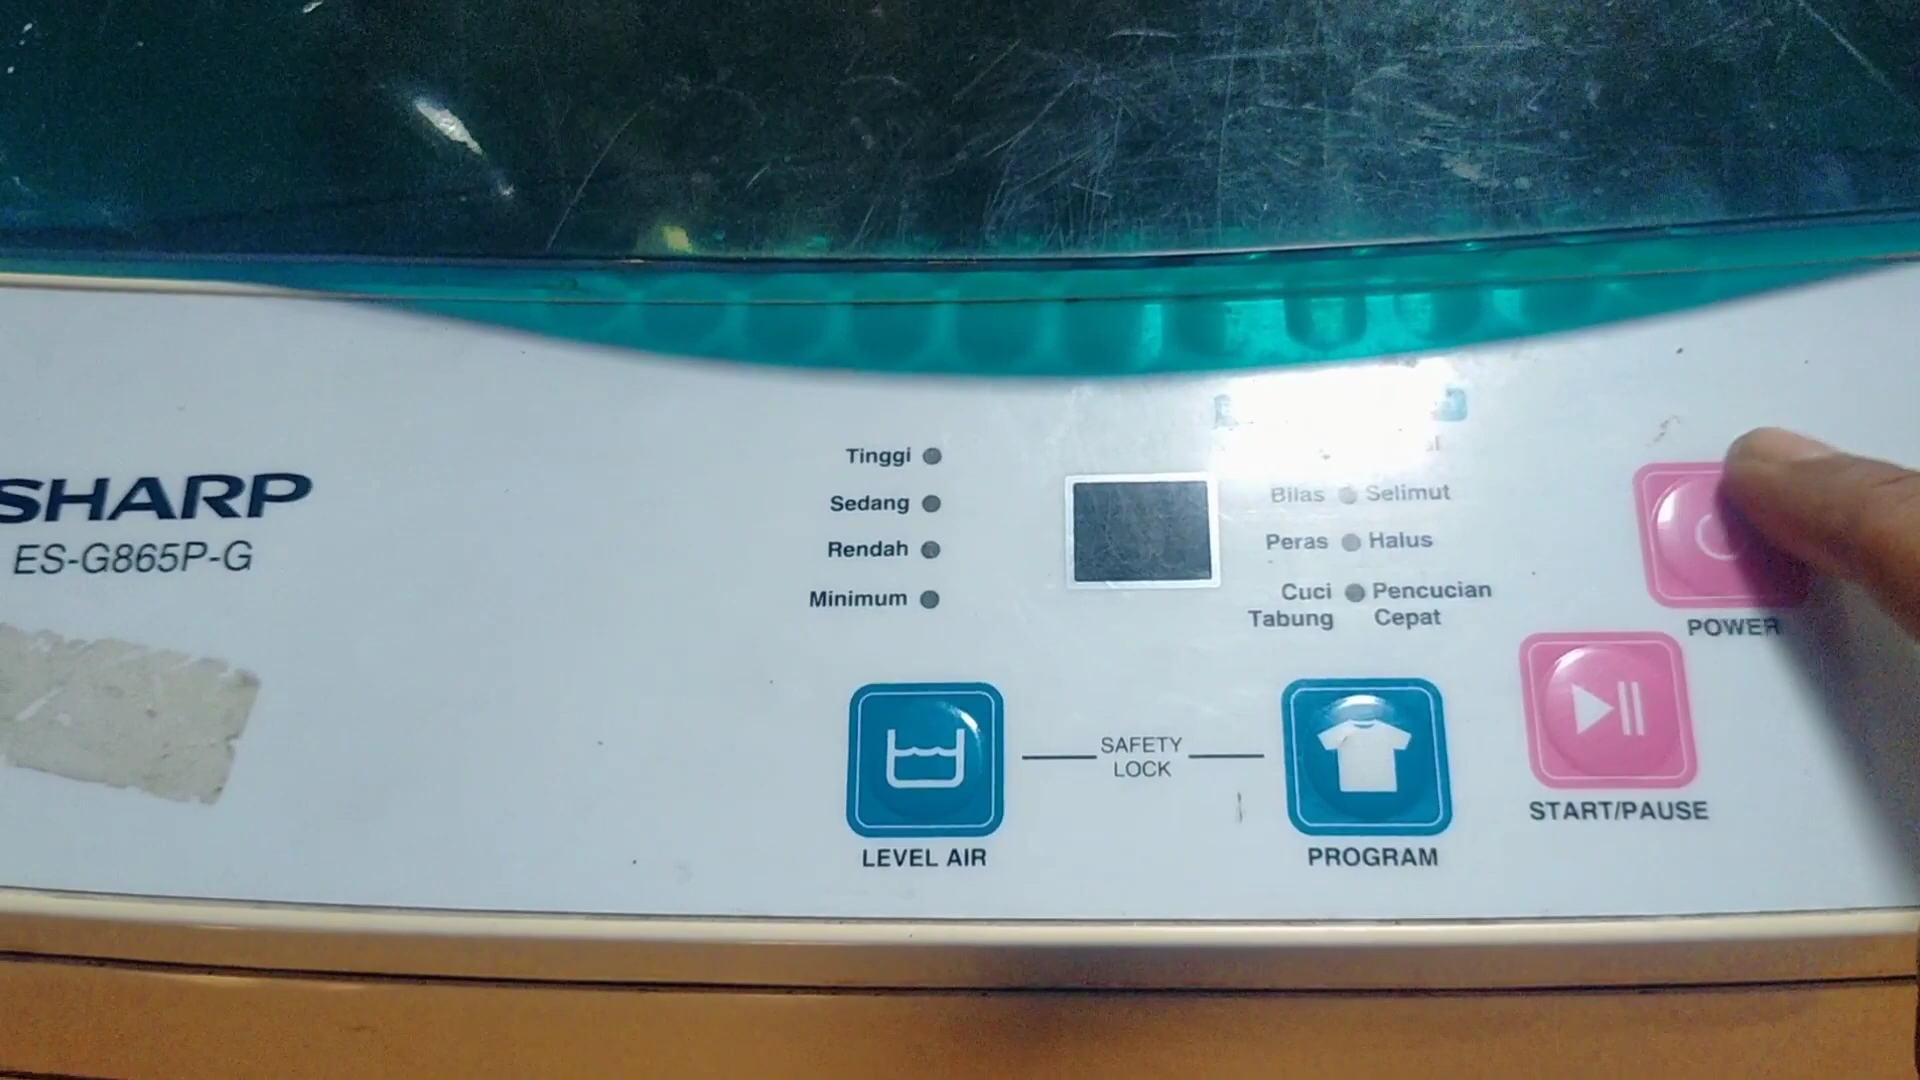 SHARP
ES-G865P-G
Tinggi
Sedang
Rendah
Minimum
Bilas Selimut
Peras Halus
Cuci Tabung Pencucian Cepat
POWER
SAFETY LOCK
START/PAUSE
LEVEL AIR
PROGRAM